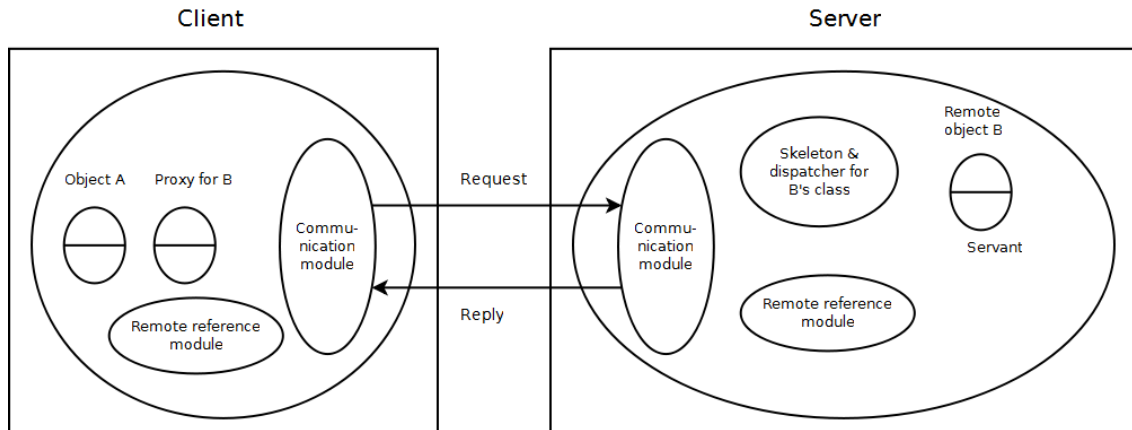 Client
Server
Object A
Proxy for B
Commu-
nication
module
Remote reference
module
Request
Reply
Commu-
nication
module
Skeleton &
dispatcher for
B's class
Remote reference
module
Remote
object B
Servant